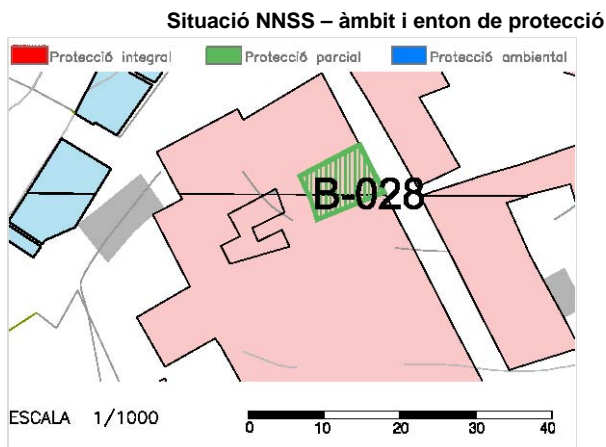 Situació NNSS – àmbit i enton de protecció
Protecció integral Protecció parcial Protecció ambiental
B-028
ESCALA 1/1000
0 10 20 30 40